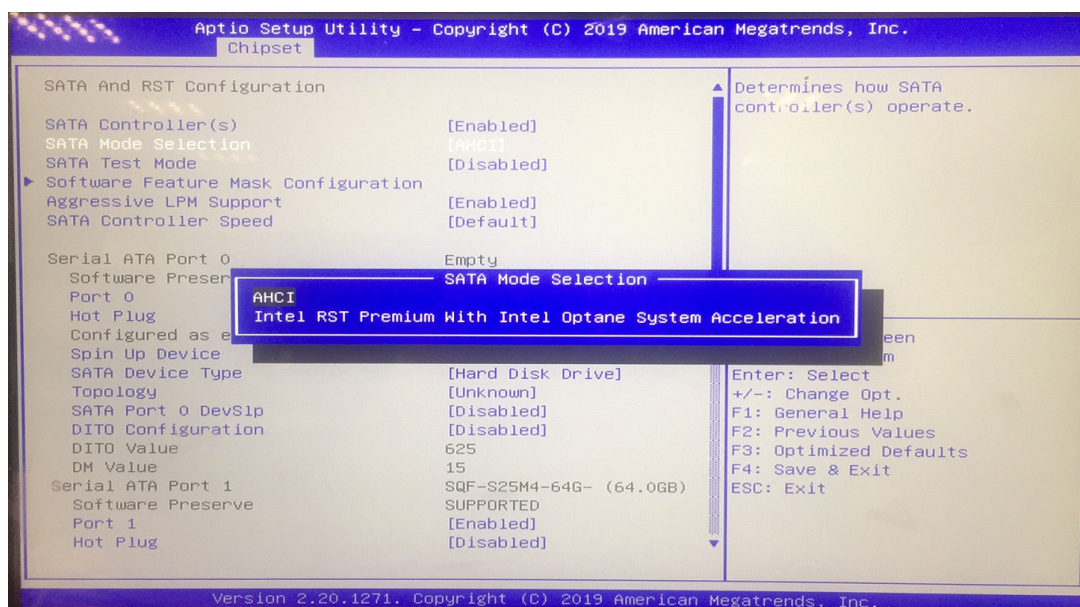 Aptio Setup Utility – Copyright (C) 2019 American Megatrends, Inc.
Chipset
SATA And RST Configuration
SATA Controller(s) [Enabled]
SATA Mode Selection [AHCI]
SATA Test Mode [Disabled]
Software Feature Mask Configuration
Aggressive LPM Support [Enabled]
SATA Controller Speed [Default]
Serial ATA Port 0 Empty
Software Preser
Port 0
Hot Plug
Configured as e
Spin Up Device
SATA Device Type [Hard Disk Drive]
Topology [Unknown]
SATA Port 0 DevSlp [Disabled]
DITO Configuration [Disabled]
DITO Value 625
DM Value 15
Serial ATA Port 1 SQF-S25M4-64G- (64.0GB)
Software Preserve SUPPORTED
Port 1 [Enabled]
Hot Plug [Disabled]
SATA Mode Selection
AHCI
Intel RST Premium With Intel Optane System Acceleration
Determines how SATA
controller(s) operate.
een
m
Enter: Select
+/-: Change Opt.
F1: General Help
F2: Previous Values
F3: Optimized Defaults
F4: Save & Exit
ESC: Exit
Version 2.20.1271. Copyright (C) 2019 American Megatrends, Inc.